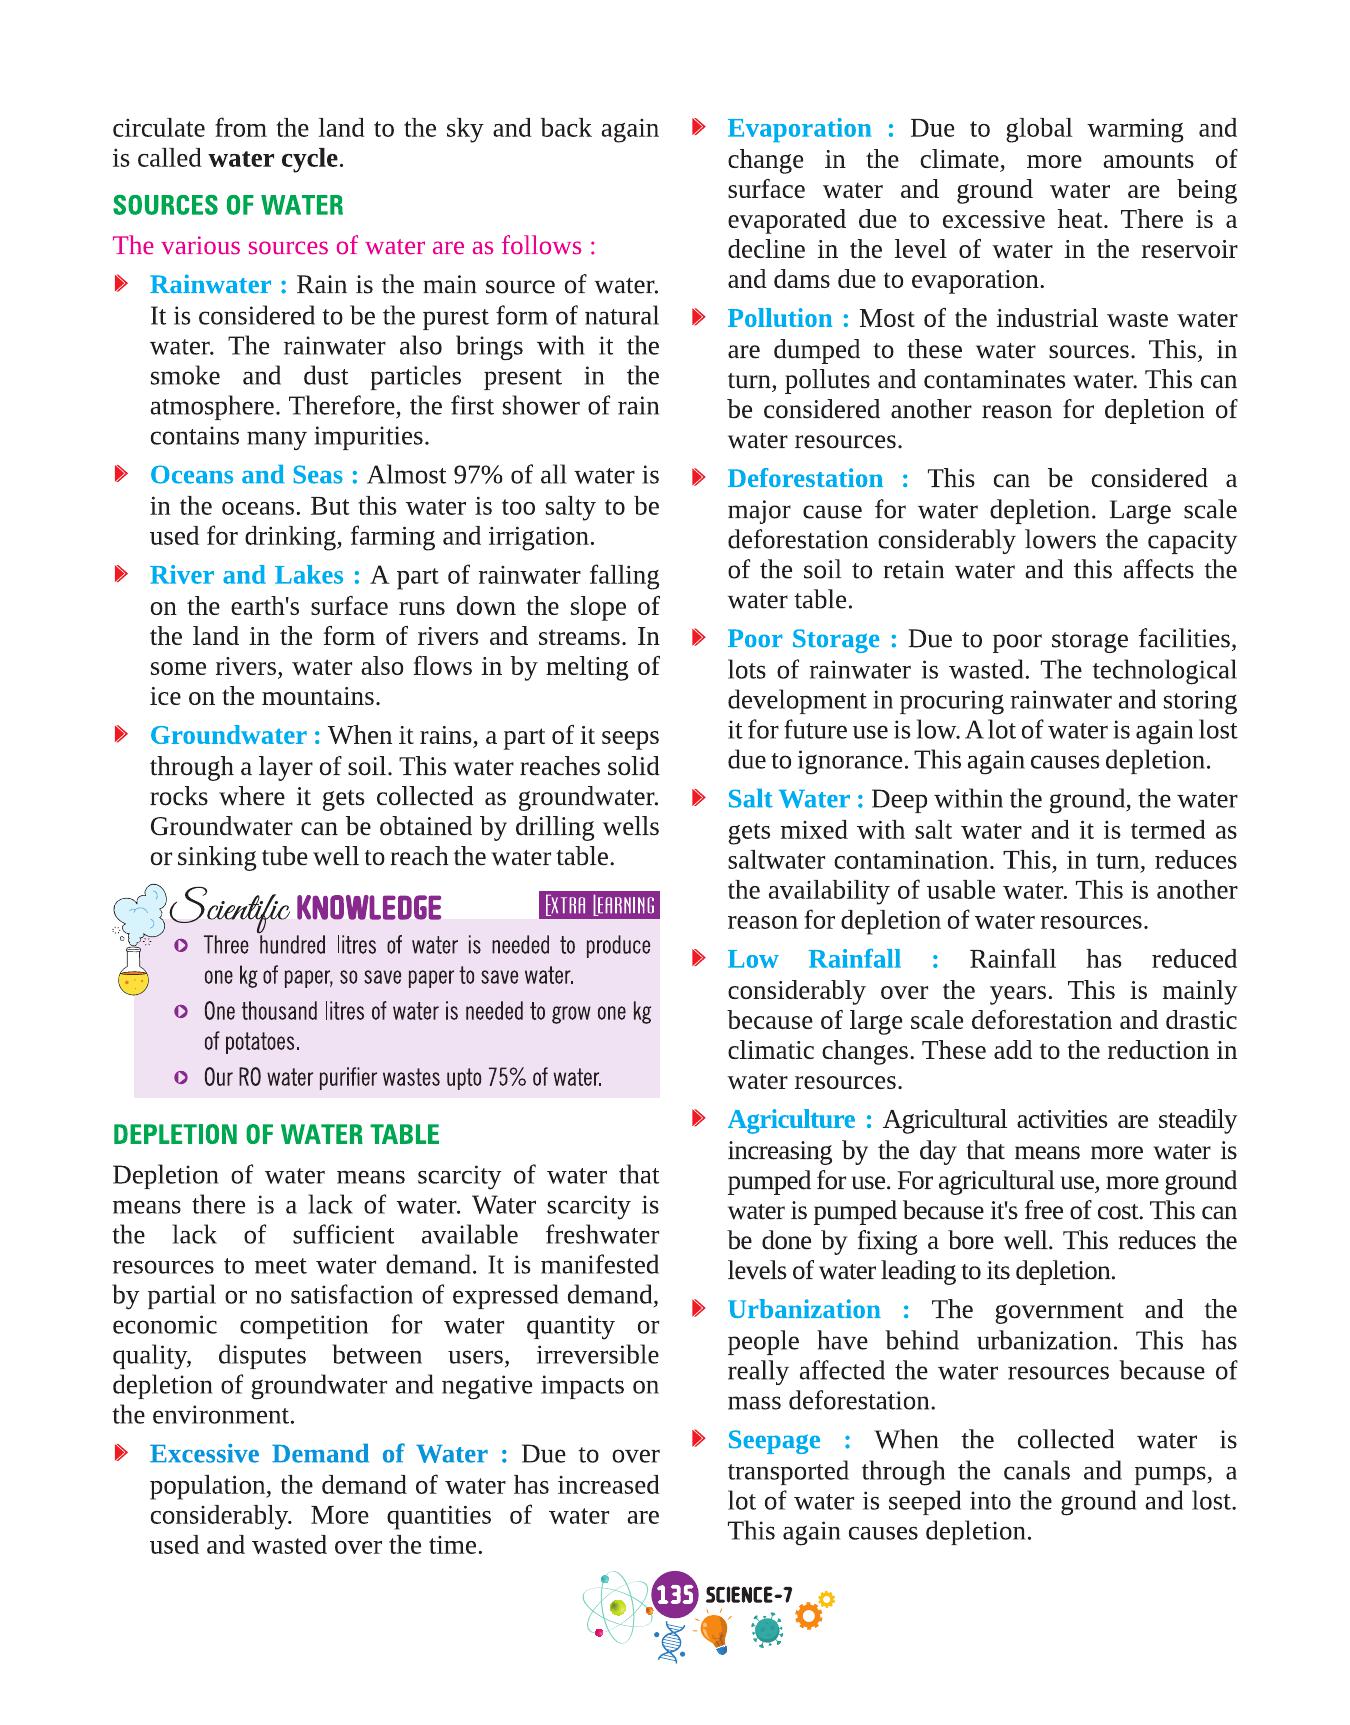 circulate from the land to the sky and back again
is called water cycle.
SOURCES OF WATER
The various sources of water are as follows :
Rainwater : Rain is the main source of water.
It is considered to be the purest form of natural
water. The rainwater also brings with it the
smoke and dust particles present in the
atmosphere. Therefore, the first shower of rain
contains many impurities.
Oceans and Seas : Almost 97% of all water is
in the oceans. But this water is too salty to be
used for drinking, farming and irrigation.
River and Lakes : A part of rainwater falling
on the earth's surface runs down the slope of
the land in the form of rivers and streams. In
some rivers, water also flows in by melting of
ice on the mountains.
Groundwater : When it rains, a part of it seeps
through a layer of soil. This water reaches solid
rocks where it gets collected as groundwater.
Groundwater can be obtained by drilling wells
or sinking tube well to reach the water table.
Scientific KNOWLEDGE EXTRA LEARNING
Three hundred litres of water is needed to produce
one kg of paper, so save paper to save water.
One thousand litres of water is needed to grow one kg
of potatoes.
Our RO water purifier wastes upto 75% of water.
DEPLETION OF WATER TABLE
Depletion of water means scarcity of water that
means there is a lack of water. Water scarcity is
the lack of sufficient available freshwater
resources to meet water demand. It is manifested
by partial or no satisfaction of expressed demand,
economic competition for water quantity or
quality, disputes between users, irreversible
depletion of groundwater and negative impacts on
the environment.
Excessive Demand of Water : Due to over
population, the demand of water has increased
considerably. More quantities of water are
used and wasted over the time.
Evaporation : Due to global warming and
change in the climate, more amounts of
surface water and ground water are being
evaporated due to excessive heat. There is a
decline in the level of water in the reservoir
and dams due to evaporation.
Pollution : Most of the industrial waste water
are dumped to these water sources. This, in
turn, pollutes and contaminates water. This can
be considered another reason for depletion of
water resources.
Deforestation : This can be considered a
major cause for water depletion. Large scale
deforestation considerably lowers the capacity
of the soil to retain water and this affects the
water table.
Poor Storage : Due to poor storage facilities,
lots of rainwater is wasted. The technological
development in procuring rainwater and storing
it for future use is low. A lot of water is again lost
due to ignorance. This again causes depletion.
Salt Water : Deep within the ground, the water
gets mixed with salt water and it is termed as
saltwater contamination. This, in turn, reduces
the availability of usable water. This is another
reason for depletion of water resources.
Low Rainfall : Rainfall has reduced
considerably over the years. This is mainly
because of large scale deforestation and drastic
climatic changes. These add to the reduction in
water resources.
Agriculture : Agricultural activities are steadily
increasing by the day that means more water is
pumped for use. For agricultural use, more ground
water is pumped because it's free of cost. This can
be done by fixing a bore well. This reduces the
levels of water leading to its depletion.
Urbanization : The government and the
people have behind urbanization. This has
really affected the water resources because of
mass deforestation.
Seepage : When the collected water is
transported through the canals and pumps, a
lot of water is seeped into the ground and lost.
This again causes depletion.
135 SCIENCE-7